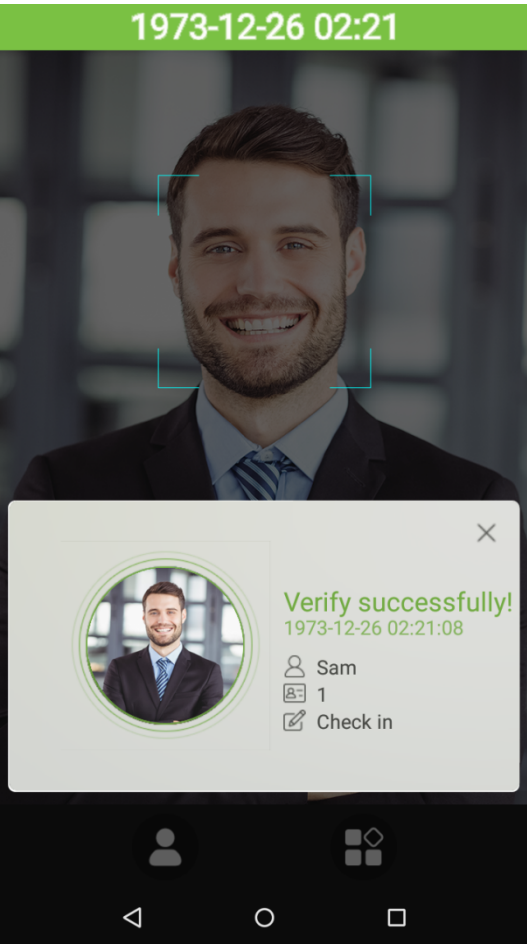 1973-12-26 02:21
Verify successfully!
1973-12-26 02:21:08
Sam
1
Check in